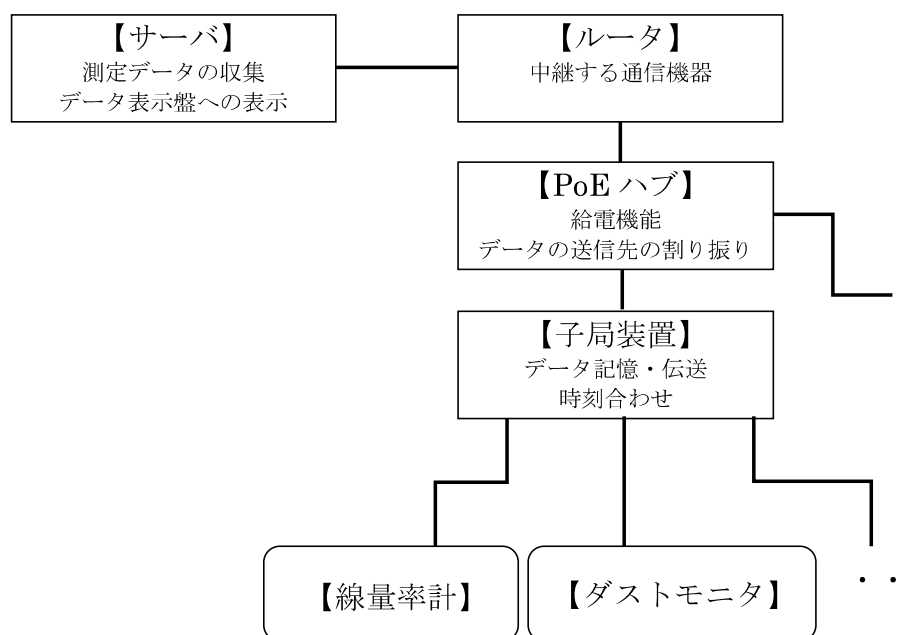 【サーバ】
測定データの収集
データ表示盤への表示
【ルータ】
中継する通信機器
【PoE ハブ】
給電機能
データの送信先の割り振り
【子局装置】
データ記憶・伝送
時刻合わせ
【線量率計】
【ダストモニタ】
・・